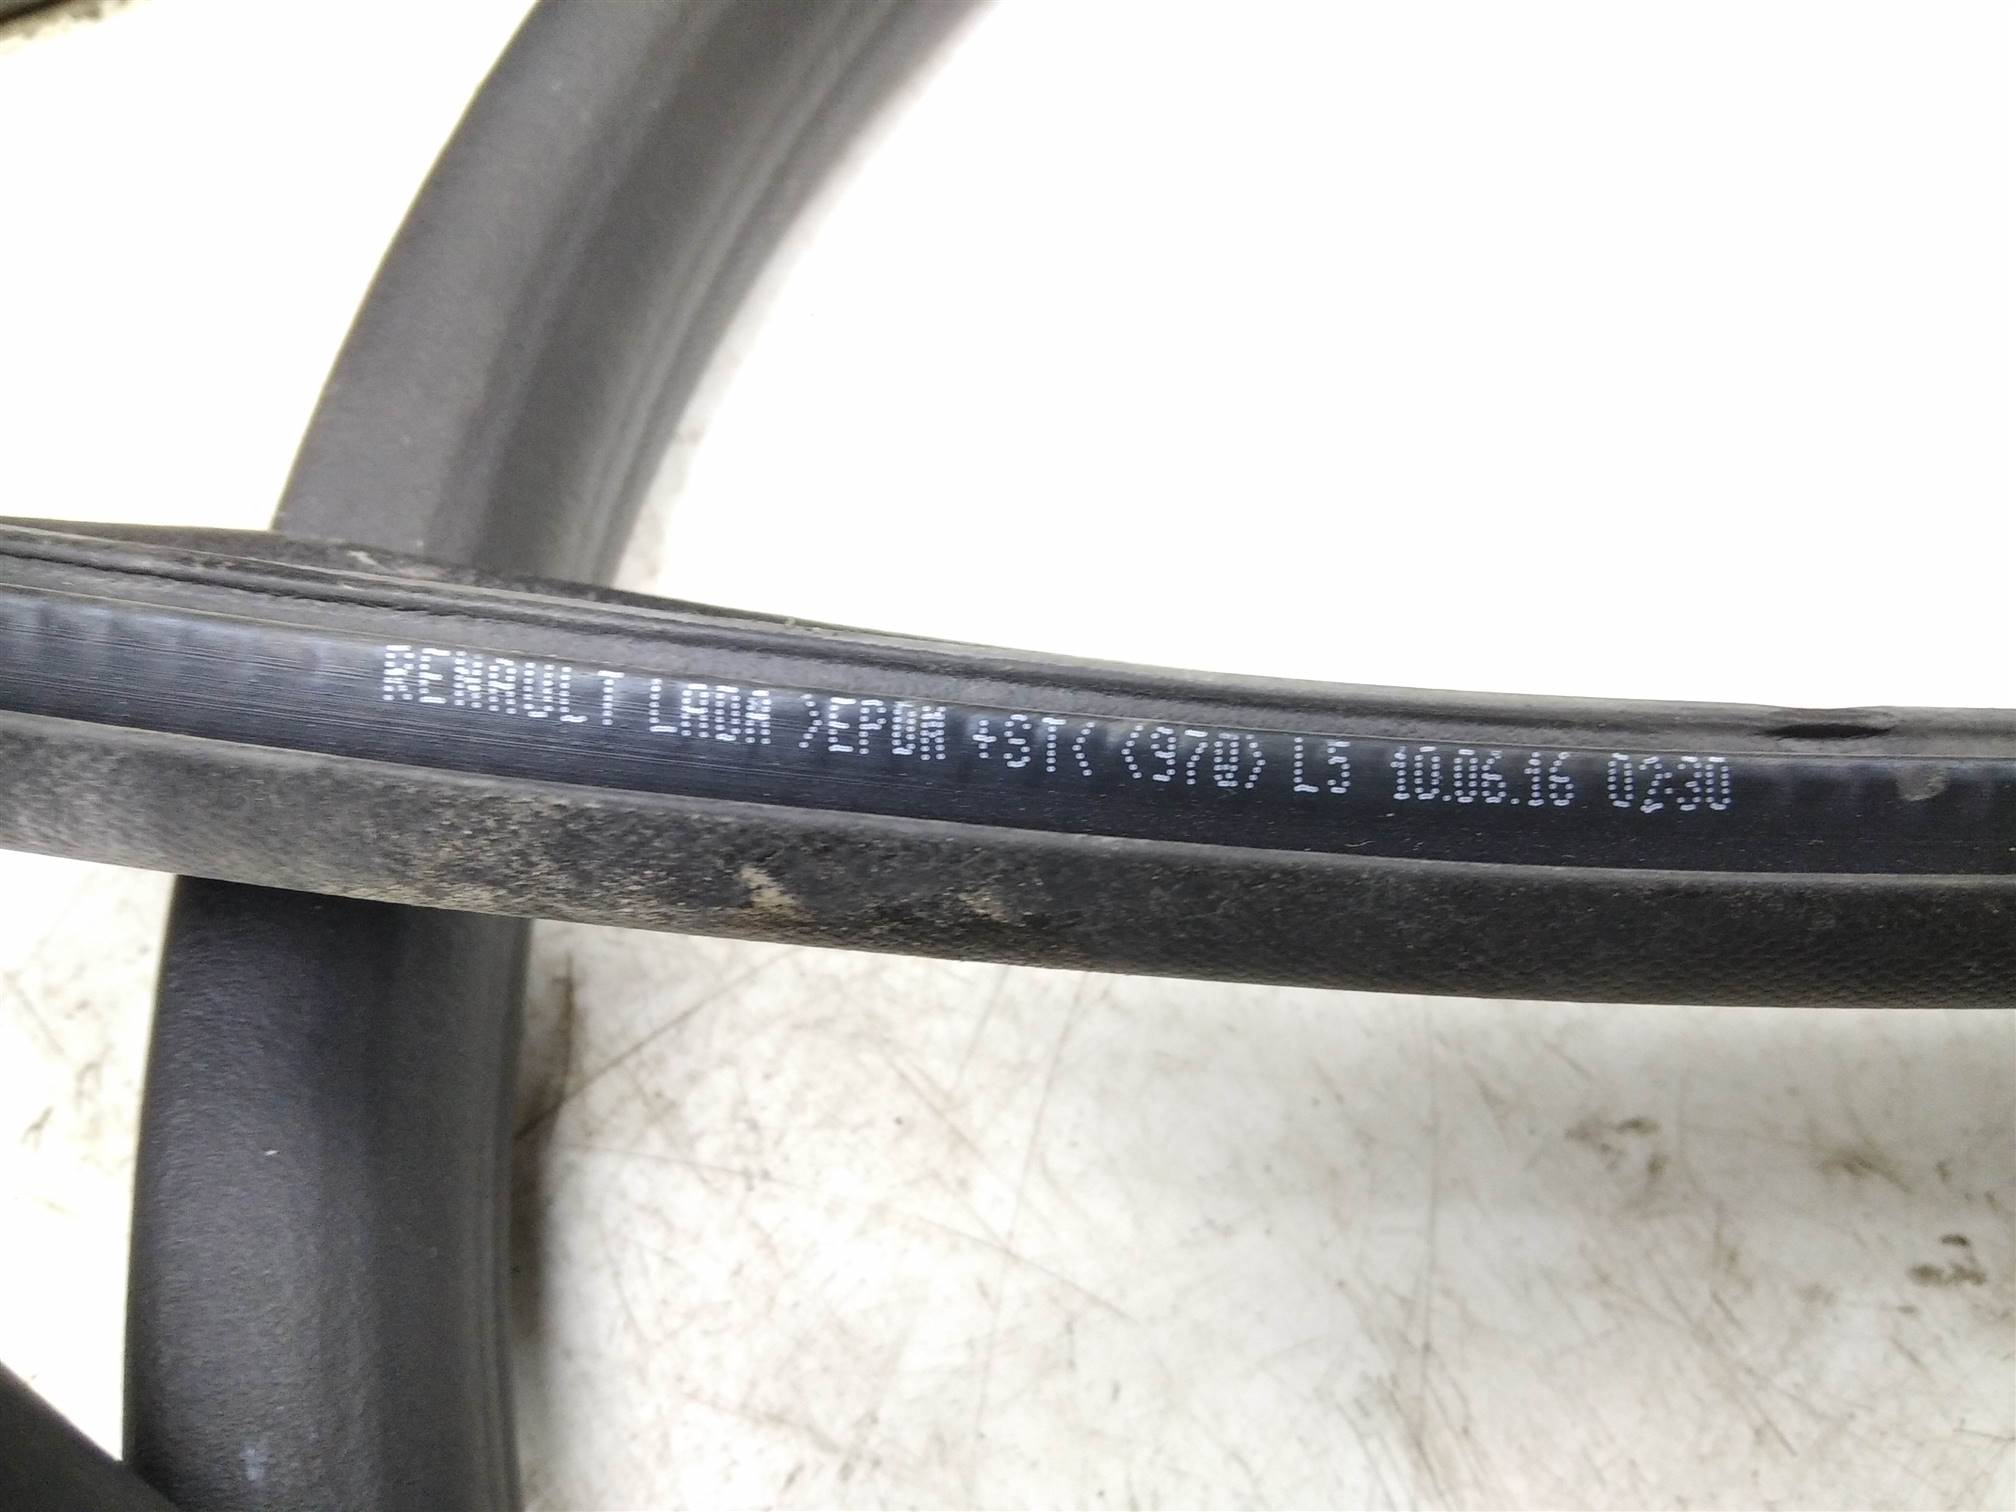 RENAULT LADA >EPDM +ST< (970) L5 10.06.16 02:30